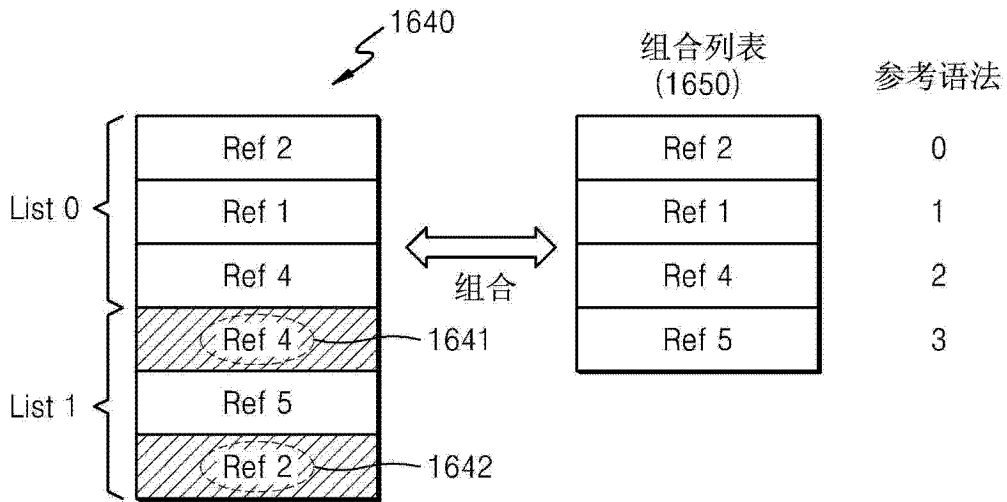 1640
组合列表
(1650)
参考语法
List 0
Ref 2
Ref 1
Ref 4
List 1
Ref 4
1641
Ref 5
Ref 2
1642
组合
Ref 2
0
Ref 1
1
Ref 4
2
Ref 5
3